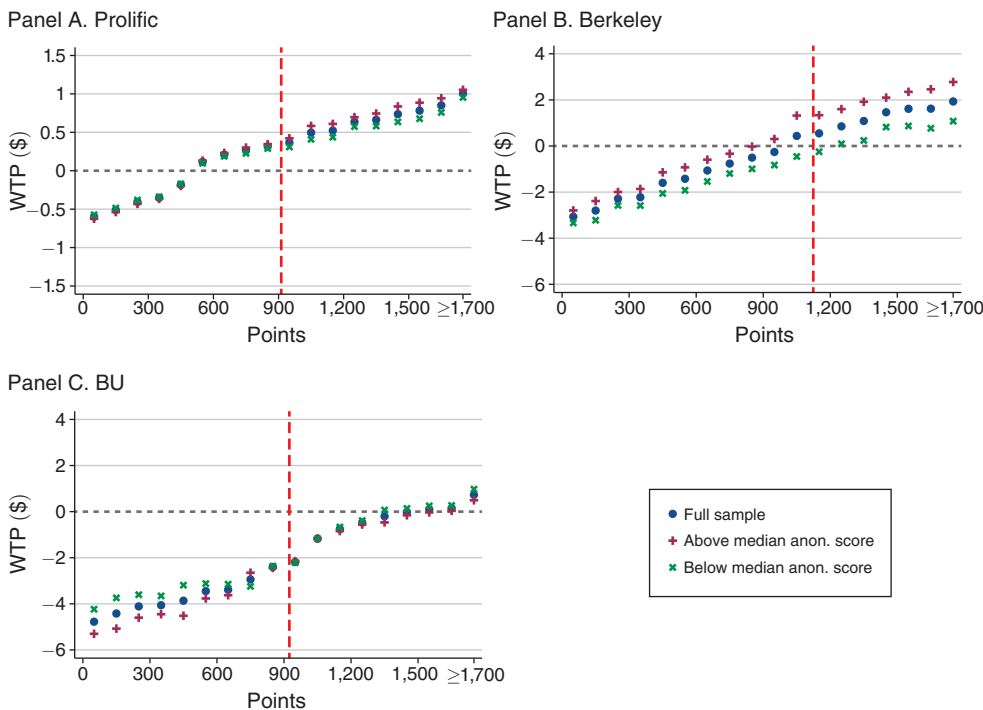 Panel A. Prolific
WTP ($)
1.5
1
0.5
0
−0.5
−1
−1.5
0 300 600 900 1,200 1,500 ≥1,700
Points
Panel B. Berkeley
WTP ($)
4
2
0
−2
−4
−6
0 300 600 900 1,200 1,500 ≥1,700
Points
Panel C. BU
WTP ($)
4
2
0
−2
−4
−6
0 300 600 900 1,200 1,500 ≥1,700
Points
Full sample
Above median anon. score
Below median anon. score